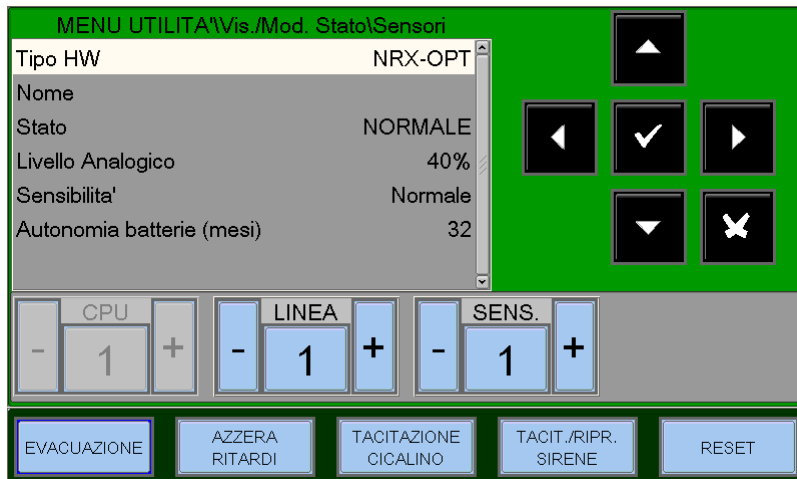 MENU UTILITA'\Vis./Mod. Stato\Sensori
Tipo HW NRX-OPT
Nome
Stato NORMALE
Livello Analogico 40%
Sensibilita' Normale
Autonomia batterie (mesi) 32
CPU LINEA SENS.
- 1 + - 1 + - 1 +
EVACUAZIONE
AZZERA
RITARDI
TACITAZIONE
CICALINO
TACIT./RIPR.
SIRENE
RESET